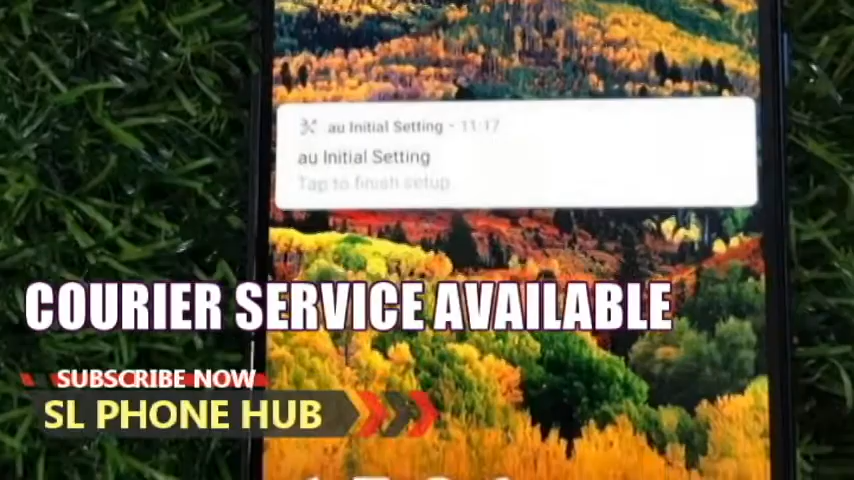 au Initial Setting - 11:17
au Initial Setting
Tap to finish setup
COURIER SERVICE AVAILABLE
SUBSCRIBE NOW
SL PHONE HUB